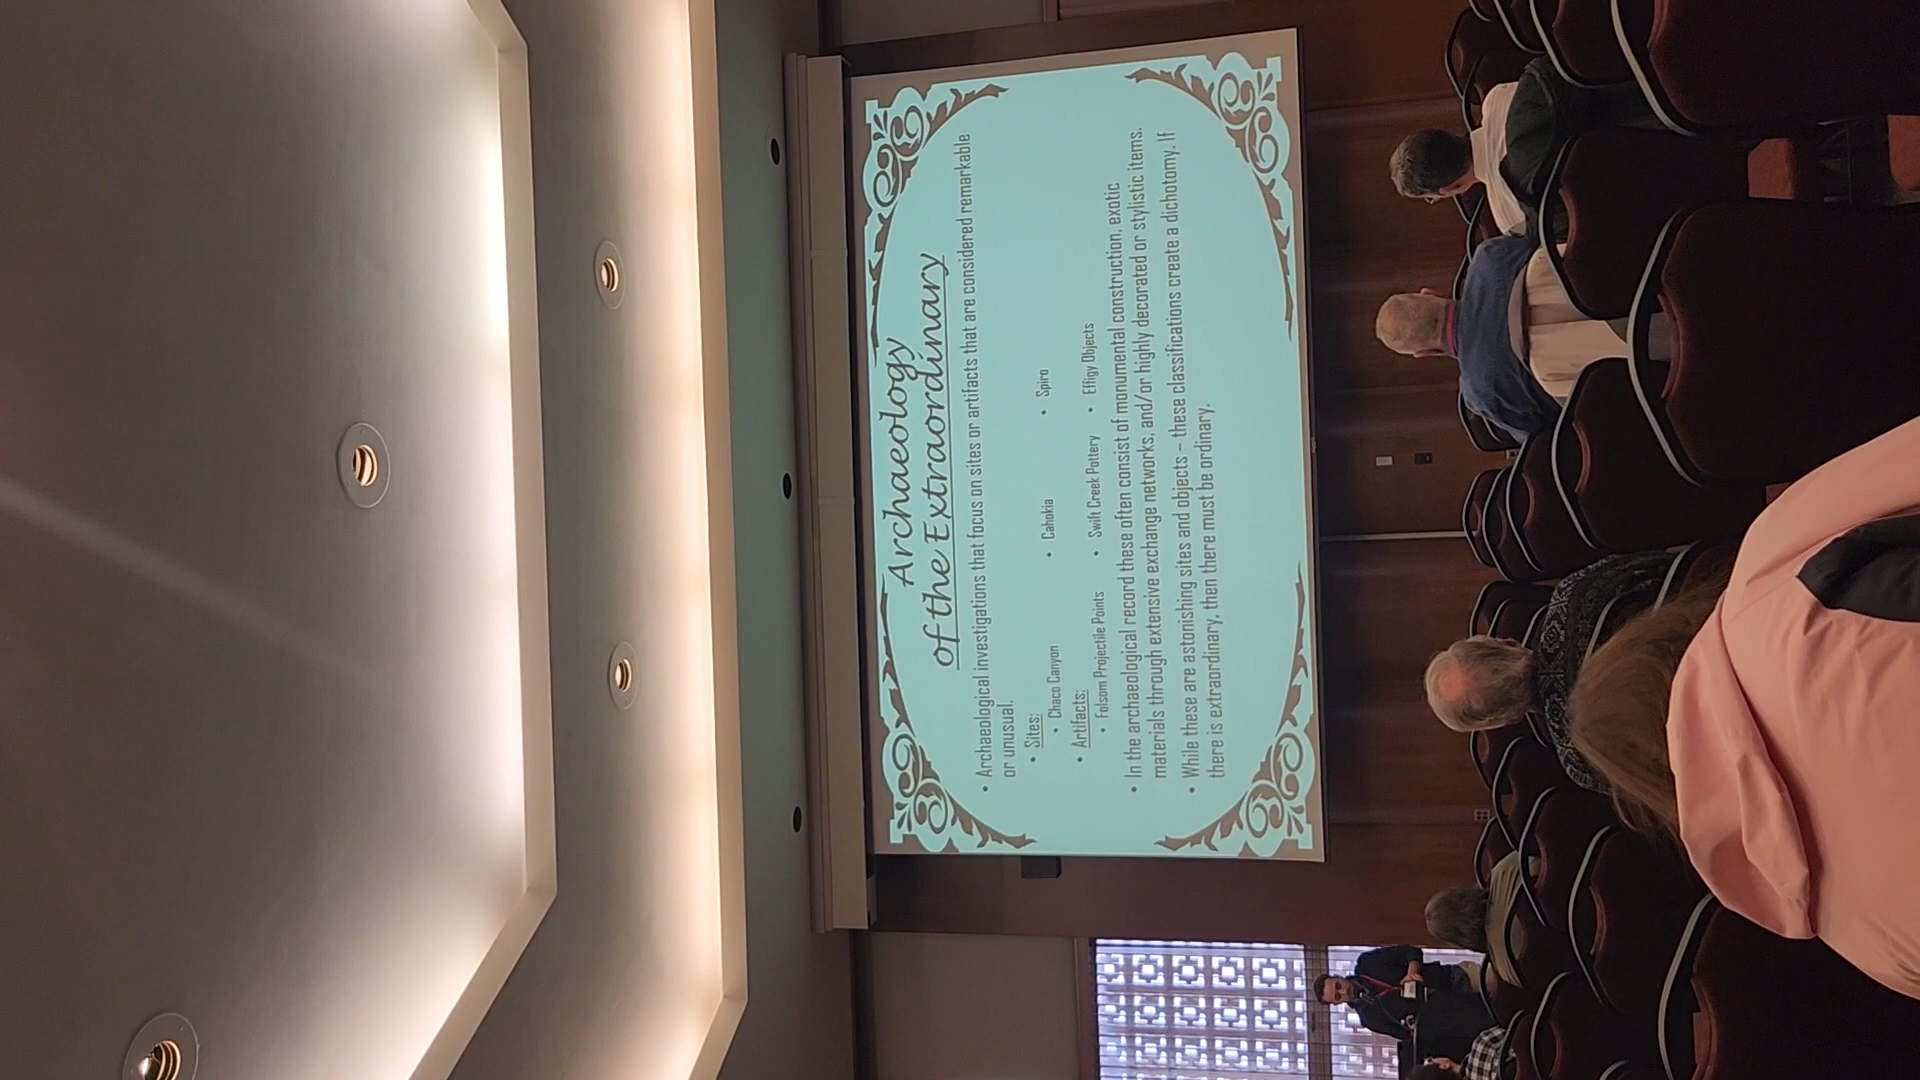 Archaeology
of the Extraordinary
• Archaeological investigations that focus on sites or artifacts that are considered remarkable
or unusual.
• Sites:
• Chaco Canyon • Cahokia • Spiro
• Artifacts:
• Folsom Projectile Points • Swift Creek Pottery • Effigy Objects
• In the archaeological record these often consist of monumental construction, exotic
materials through extensive exchange networks, and/or highly decorated or stylistic items.
• While these are astonishing sites and objects – these classifications create a dichotomy. If
there is extraordinary, then there must be ordinary.